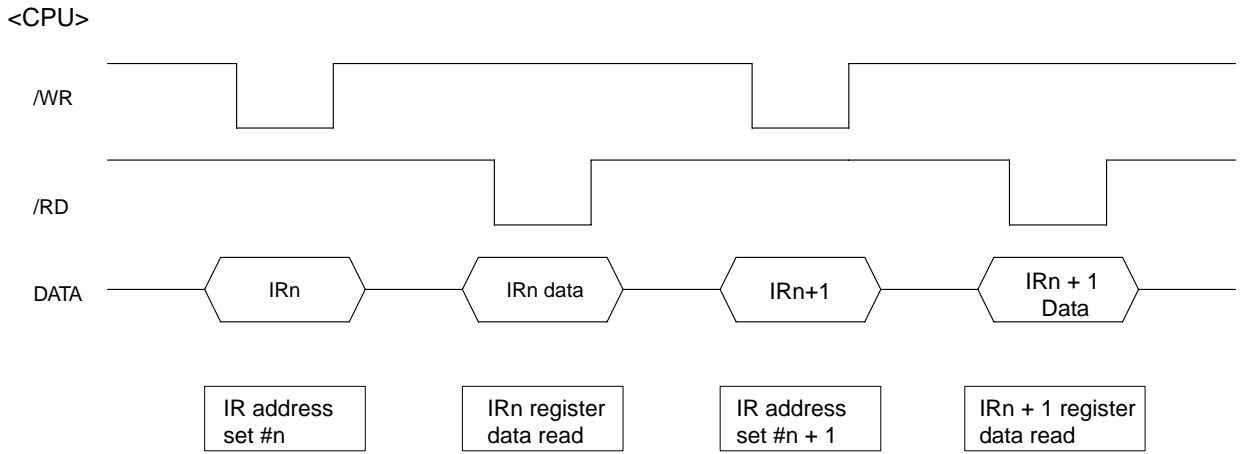 <CPU>
/WR
/RD
DATA
IRn
IRn data
IRn+1
IRn + 1
Data
IR address
set #n
IRn register
data read
IR address
set #n + 1
IRn + 1 register
data read